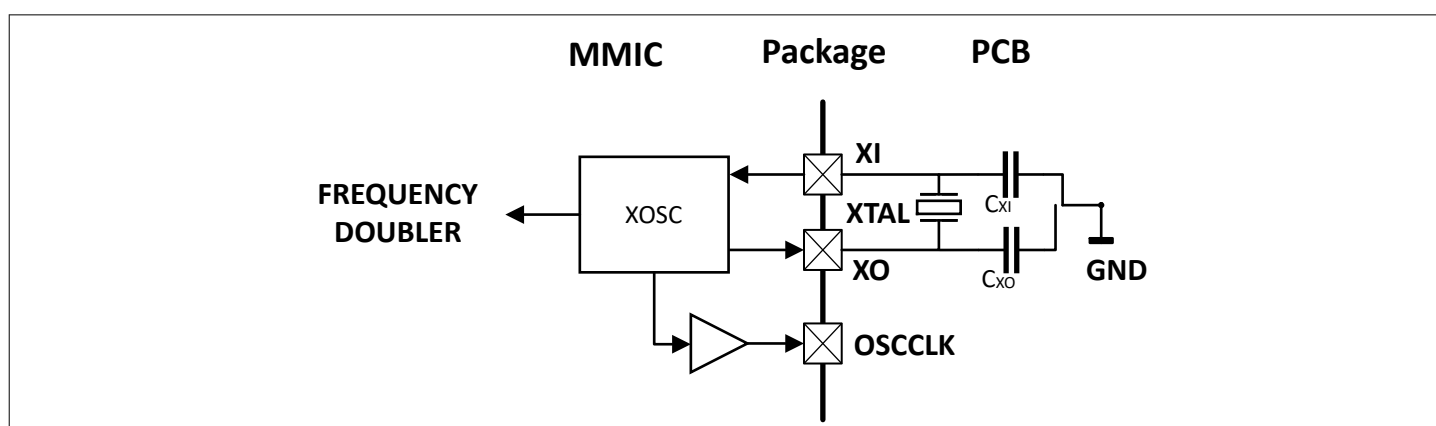 MMIC
Package
PCB
XI
FREQUENCY
DOUBLER
XOSC
XTAL
CXI
XO
CXO
GND
OSCCLK